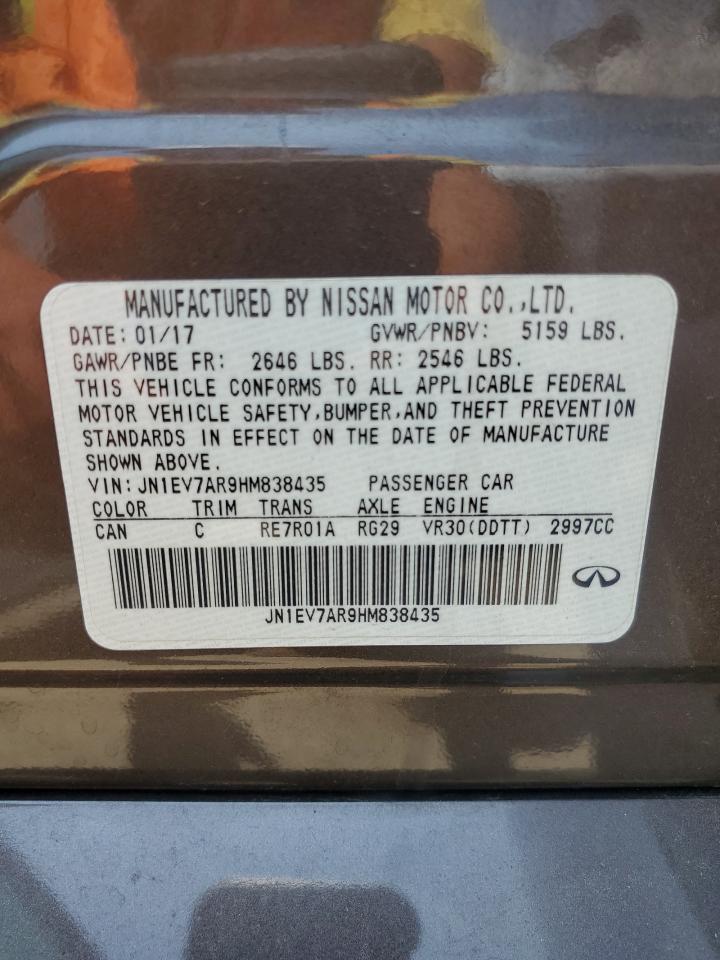 MANUFACTURED BY NISSAN MOTOR CO.,LTD.
DATE: 01/17 GVWR/PNBV: 5159 LBS.
GAWR/PNBE FR: 2646 LBS. RR: 2546 LBS.
THIS VEHICLE CONFORMS TO ALL APPLICABLE FEDERAL
MOTOR VEHICLE SAFETY,BUMPER,AND THEFT PREVENTION
STANDARDS IN EFFECT ON THE DATE OF MANUFACTURE
SHOWN ABOVE.
VIN:JN1EV7AR9HM838435 PASSENGER CAR
COLOR TRIM TRANS AXLE ENGINE
CAN C RE7R01A RG29 VR30(DDTT) 2997CC
JN1EV7AR9HM838435